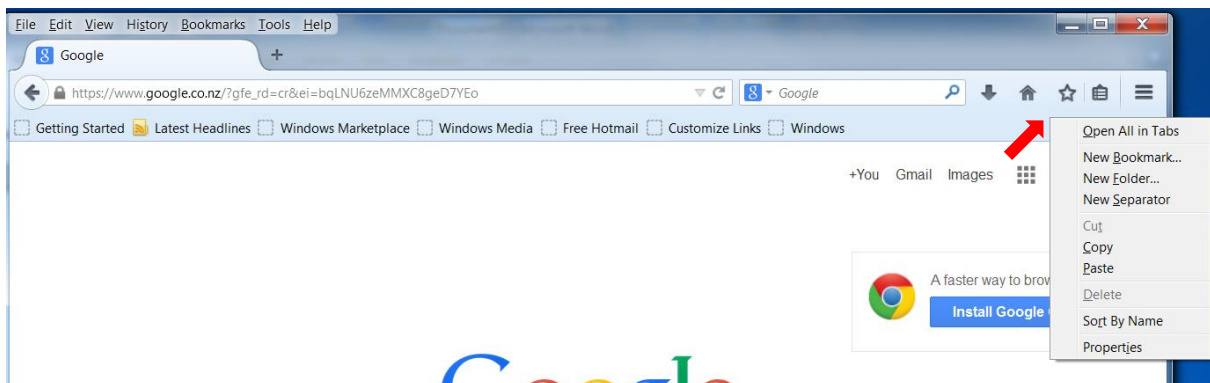 File Edit View History Bookmarks Tools Help
Google
https://www.google.co.nz/?gfe_rd=cr&ei=bqLNU6zeMMXC8geD7YEo Google
Getting Started Latest Headlines Windows Marketplace Windows Media Free Hotmail Customize Links Windows
Open All in Tabs
New Bookmark...
New Folder...
New Separator
Cut
Copy
Paste
Delete
Sort By Name
Properties
+You Gmail Images
A faster way to brow
Install Google
Google